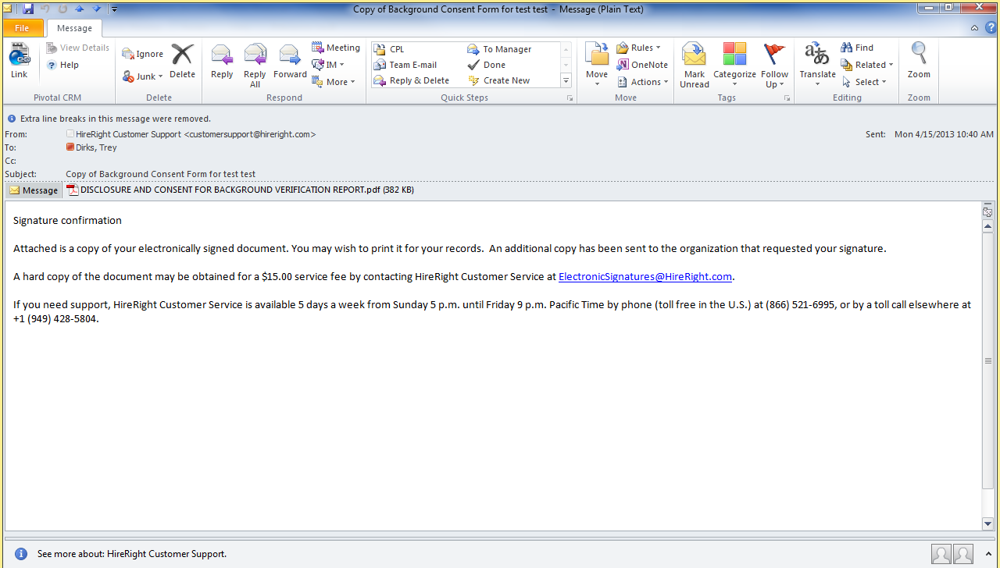 Copy of Background Consent Form for test test - Message (Plain Text)
File Message
Link
View Details
Help
Pivotal CRM
Ignore
Junk
Delete
Delete
Reply
Reply All
Forward
Meeting
IM
More
Respond
CPL
Team E-mail
Reply & Delete
To Manager
Done
Create New
Quick Steps
Move
Rules
OneNote
Actions
Move
Mark Unread
Categorize
Follow Up
Tags
Translate
Find
Related
Select
Editing
Zoom
Zoom
Extra line breaks in this message were removed.
From: HireRight Customer Support <customersupport@hireright.com> Sent: Mon 4/15/2013 10:40 AM
To: Dirks, Trey
Cc:
Subject: Copy of Background Consent Form for test test
Message DISCLOSURE AND CONSENT FOR BACKGROUND VERIFICATION REPORT.pdf (382 KB)
Signature confirmation
Attached is a copy of your electronically signed document. You may wish to print it for your records.  An additional copy has been sent to the organization that requested your signature.
A hard copy of the document may be obtained for a $15.00 service fee by contacting HireRight Customer Service at ElectronicSignatures@HireRight.com.
If you need support, HireRight Customer Service is available 5 days a week from Sunday 5 p.m. until Friday 9 p.m. Pacific Time by phone (toll free in the U.S.) at (866) 521-6995, or by a toll call elsewhere at
+1 (949) 428-5804.
See more about: HireRight Customer Support.